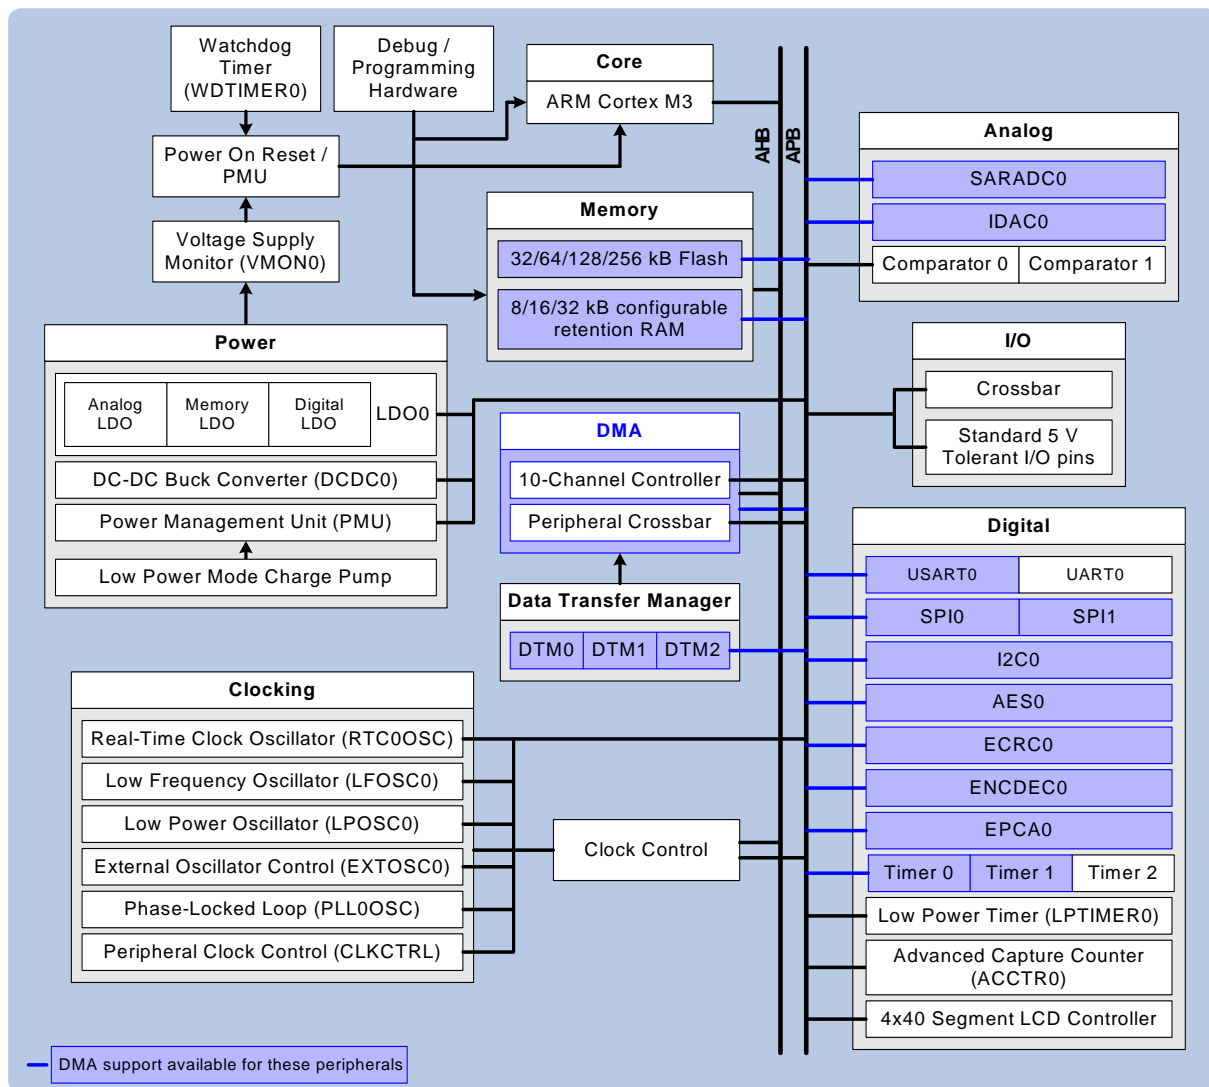 Watchdog
Timer
(WDTIMER0)
Debug /
Programming
Hardware
Core
ARM Cortex M3
Power On Reset /
PMU
Voltage Supply
Monitor (VMON0)
Memory
32/64/128/256 kB Flash
8/16/32 kB configurable
retention RAM
AHB
APB
Analog
SARADC0
IDAC0
Comparator 0
Comparator 1
Power
Analog
LDO
Memory
LDO
Digital
LDO
LDO0
DC-DC Buck Converter (DCDC0)
Power Management Unit (PMU)
Low Power Mode Charge Pump
DMA
10-Channel Controller
Peripheral Crossbar
Data Transfer Manager
DTM0
DTM1
DTM2
I/O
Crossbar
Standard 5 V
Tolerant I/O pins
Clocking
Real-Time Clock Oscillator (RTC0OSC)
Low Frequency Oscillator (LFOSC0)
Low Power Oscillator (LPOSC0)
External Oscillator Control (EXTOSC0)
Phase-Locked Loop (PLL0OSC)
Peripheral Clock Control (CLKCTRL)
Clock Control
Digital
USART0
UART0
SPI0
SPI1
I2C0
AES0
ECRC0
ENCDEC0
EPCA0
Timer 0
Timer 1
Timer 2
Low Power Timer (LPTIMER0)
Advanced Capture Counter
(ACCTR0)
4x40 Segment LCD Controller
DMA support available for these peripherals